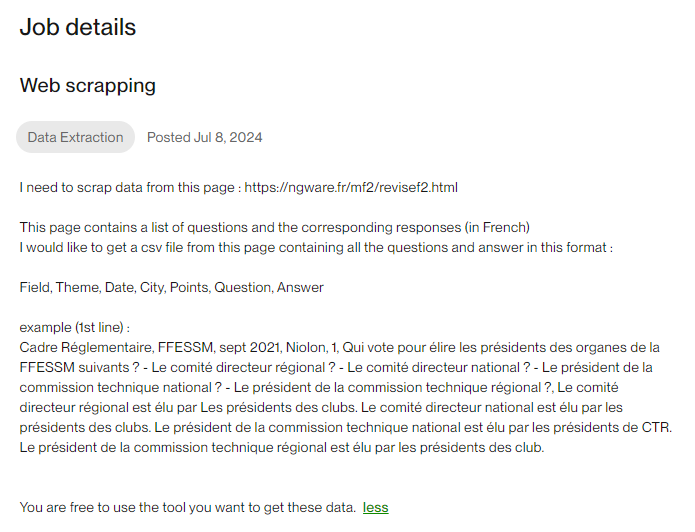 Job details
Web scrapping
Data Extraction Posted Jul 8, 2024
I need to scrap data from this page : https://ngware.fr/mf2/revisef2.html
This page contains a list of questions and the corresponding responses (in French)
I would like to get a csv file from this page containing all the questions and answer in this format :
Field, Theme, Date, City, Points, Question, Answer
example (1st line) :
Cadre Réglementaire, FFESSM, sept 2021, Niolon, 1, Qui vote pour élire les présidents des organes de la
FFESSM suivants ? - Le comité directeur régional ? - Le comité directeur national ? - Le président de la
commission technique national ? - Le président de la commission technique régional ?, Le comité
directeur régional est élu par Les présidents des clubs. Le comité directeur national est élu par les
présidents des clubs. Le président de la commission technique national est élu par les présidents de CTR.
Le président de la commission technique régional est élu par les présidents des club.
You are free to use the tool you want to get these data. less